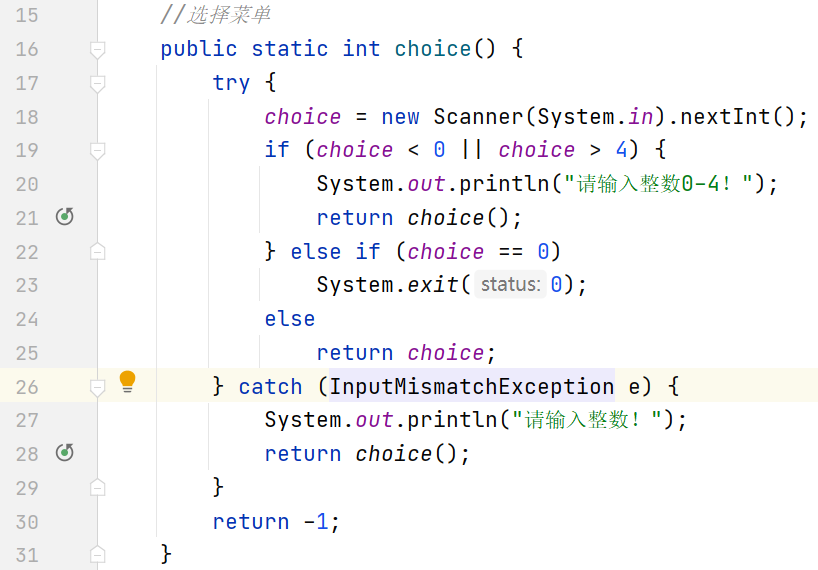 15 //选择菜单
16 public static int choice() {
17 try {
18 choice = new Scanner(System.in).nextInt();
19 if (choice < 0 || choice > 4) {
20 System.out.println("请输入整数0-4！");
21 return choice();
22 } else if (choice == 0)
23 System.exit( status: 0);
24 else
25 return choice;
26 } catch (InputMismatchException e) {
27 System.out.println("请输入整数！");
28 return choice();
29 }
30 return -1;
31 }